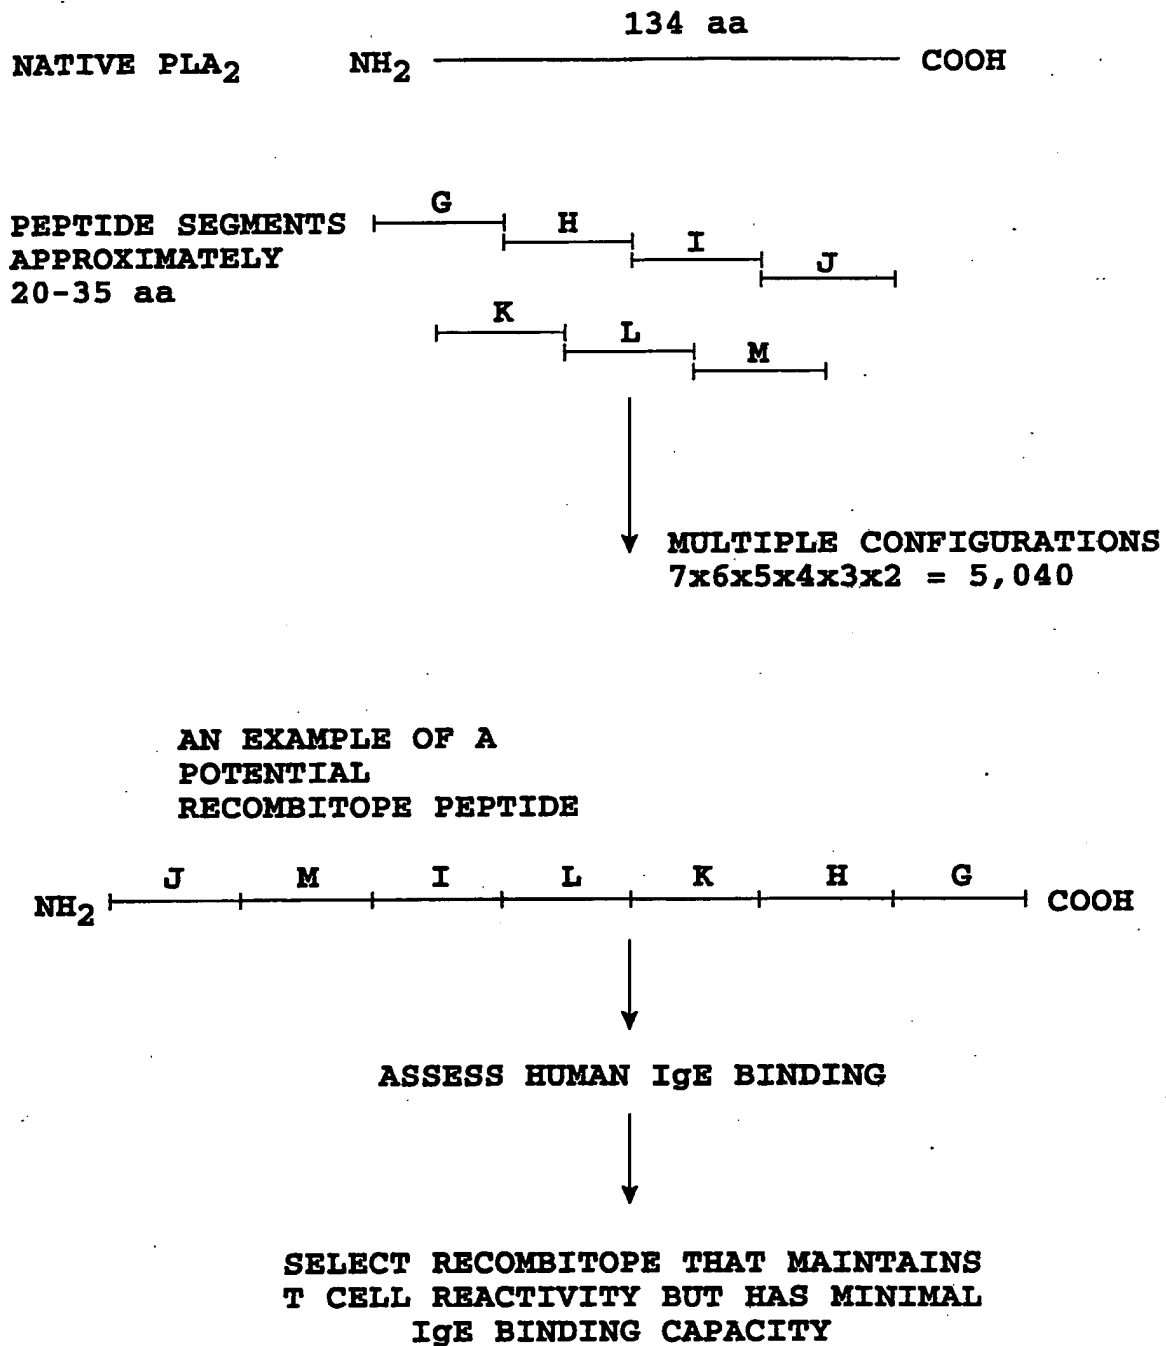 134 aa
NATIVE PLA2 NH2 COOH
G
H
I
J
PEPTIDE SEGMENTS
APPROXIMATELY
20-35 aa
K
L
M
MULTIPLE CONFIGURATIONS
7x6x5x4x3x2 = 5,040
AN EXAMPLE OF A
POTENTIAL
RECOMBITOPE PEPTIDE
J M I L K H G
NH2 COOH
ASSESS HUMAN IgE BINDING
SELECT RECOMBITOPE THAT MAINTAINS
T CELL REACTIVITY BUT HAS MINIMAL
IgE BINDING CAPACITY